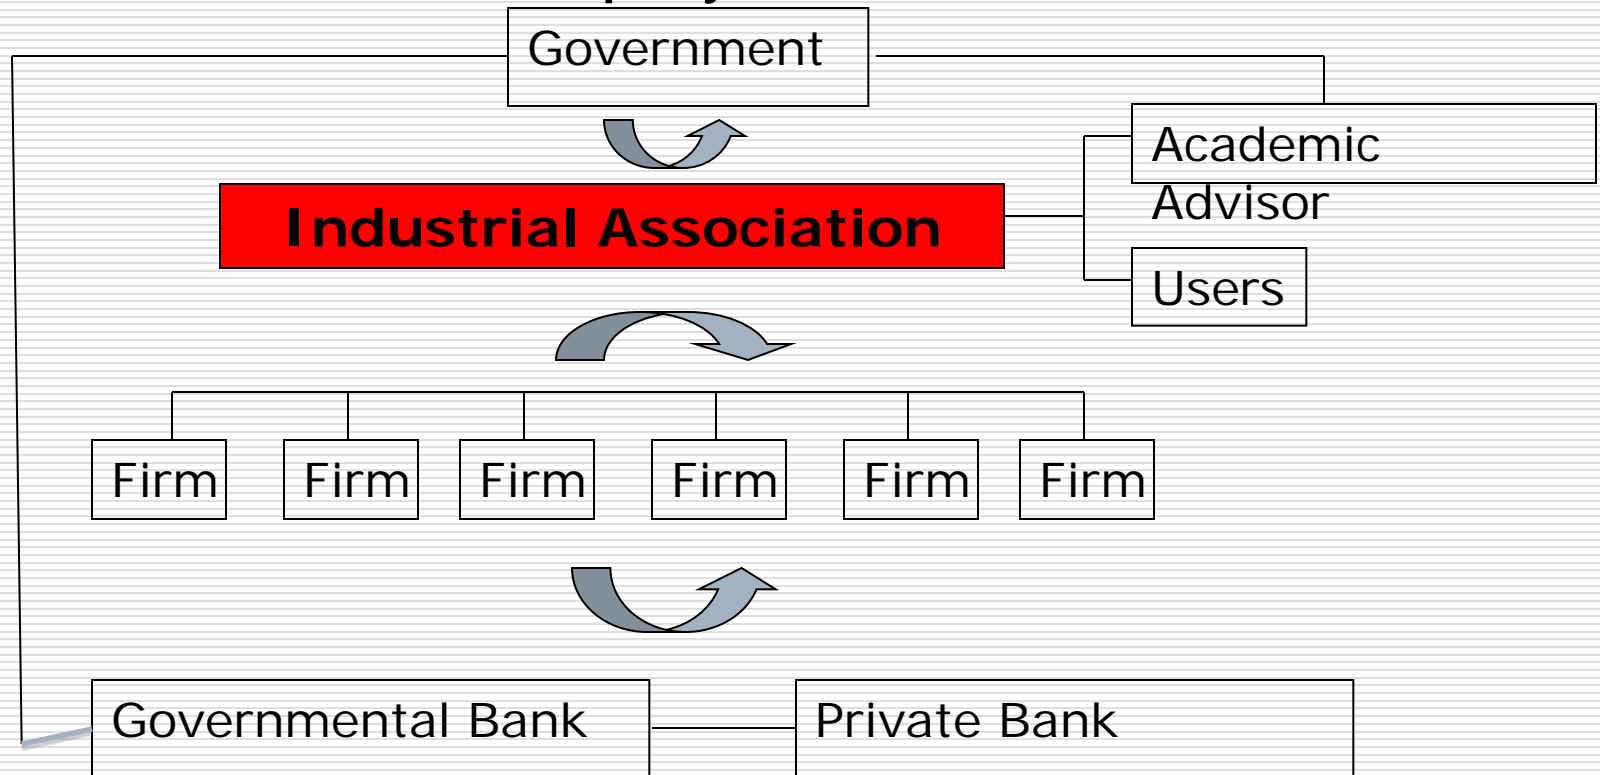 Government
Academic
Advisor
Industrial Association
Users
Firm
Firm
Firm
Firm
Firm
Firm
Governmental Bank
Private Bank